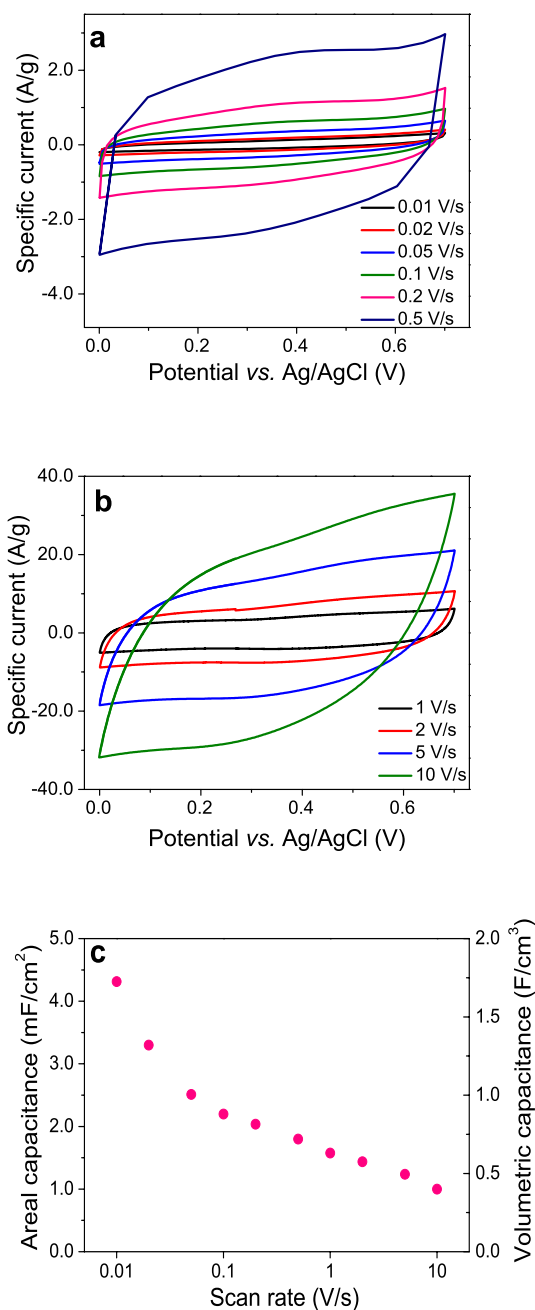 a
Specific current (A/g)
2.0
0.0
-2.0
-4.0
0.01 V/s
0.02 V/s
0.05 V/s
0.1 V/s
0.2 V/s
0.5 V/s
0.0 0.2 0.4 0.6
Potential vs. Ag/AgCl (V)
b
Specific current (A/g)
40.0
20.0
0.0
-20.0
-40.0
1 V/s
2 V/s
5 V/s
10 V/s
0.0 0.2 0.4 0.6
Potential vs. Ag/AgCl (V)
c
Areal capacitance (mF/cm²)
5.0
4.0
3.0
2.0
1.0
0.0
2.0
1.5
1.0
0.5
0.0
Volumetric capacitance (F/cm³)
0.01 0.1 1 10
Scan rate (V/s)